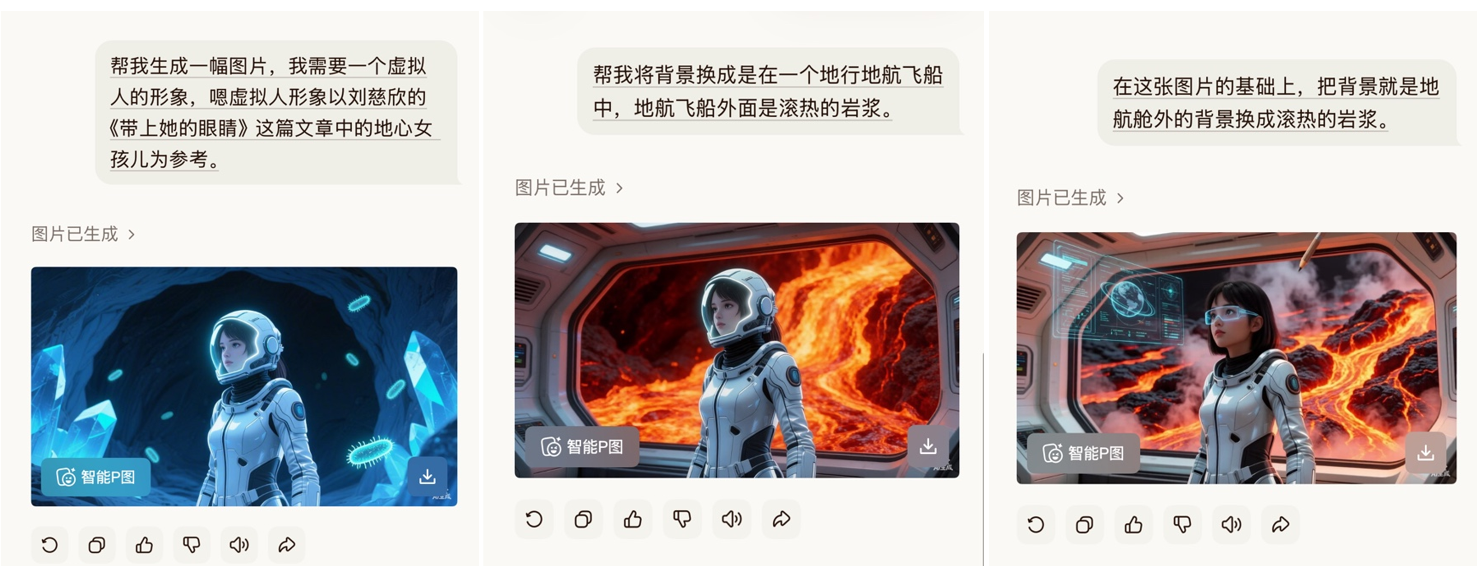 帮我生成一幅图片，我需要一个虚拟
人的形象，嗯虚拟人形象以刘慈欣的
《带上她的眼睛》这篇文章中的地心女
孩儿为参考。
图片已生成
智能P图
帮我将背景换成是在一个地行地航飞船
中，地航飞船外面是滚热的岩浆。
图片已生成
智能P图
在这张图片的基础上，把背景就是地
航舱外的背景换成滚热的岩浆。
图片已生成
智能P图